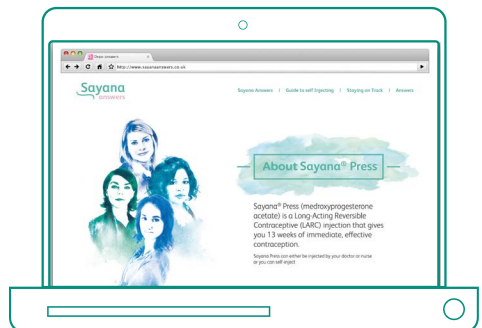 Sayana answers
http://www.sayanaanswers.co.uk
Sayana
answers
Sayana Answers | Guide to self Injecting | Staying on Track | Answers
About Sayana® Press
Sayana® Press (medroxyprogesterone
acetate) is a Long-Acting Reversible
Contraceptive (LARC) injection that gives
you 13 weeks of immediate, effective
contraception.
Sayana Press can either be injected by your doctor or nurse
or you can self-inject